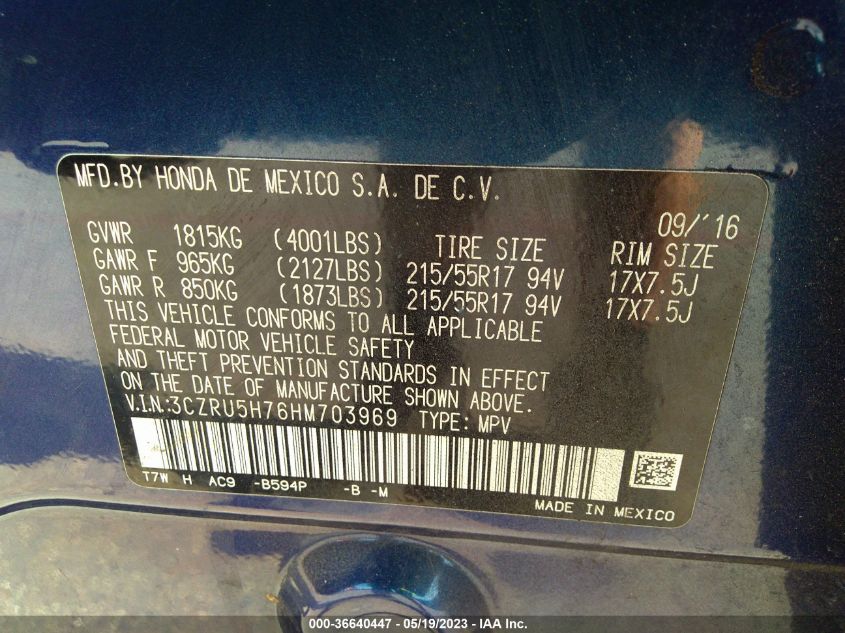 MFD.BY HONDA DE MEXICO S.A. DE C.V.
09/'16
GVWR 1815KG (4001LBS) TIRE SIZE RIM SIZE
GAWR F 965KG (2127LBS) 215/55R17 94V 17X7.5J
GAWR R 850KG (1873LBS) 215/55R17 94V 17X7.5J
THIS VEHICLE CONFORMS TO ALL APPLICABLE
FEDERAL MOTOR VEHICLE SAFETY
AND THEFT PREVENTION STANDARDS IN EFFECT
ON THE DATE OF MANUFACTURE SHOWN ABOVE.
V.I.N.:3CZRU5H76HM703969 TYPE: MPV
T7W H AC9 -B594P -B -M
MADE IN MEXICO
000-36640447 - 05/19/2023 - IAA Inc.